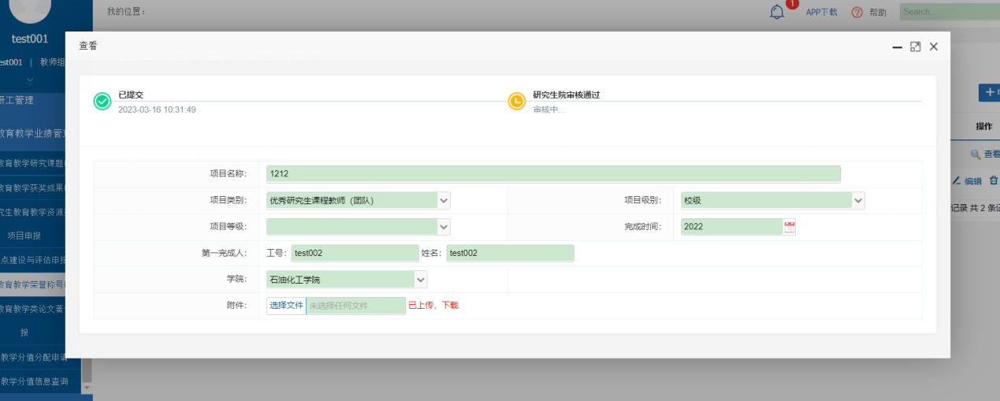 我的位置：
1
APP下载
帮助
Search...
test001
est001 | 教师组
查看
研工管理
教育教学业绩管
教育教学研究课题
教育教学获奖成果
究生教育教学资源
项目申报
点建设与评估申报
教育教学荣誉称号
教育教学类论文著
报
教学分值分配申请
教学分值信息查询
已提交
2023-03-16 10:31:49
研究生院审核通过
审核中...
项目名称： 1212
项目类别： 优秀研究生课程教师（团队） 项目级别： 校级
项目等级： 完成时间： 2022
第一完成人： 工号： test002 姓名： test002
学院： 石油化工学院
附件： 选择文件 未选择任何文件 已上传，下载
操作
查看
编辑
记录 共 2 条记